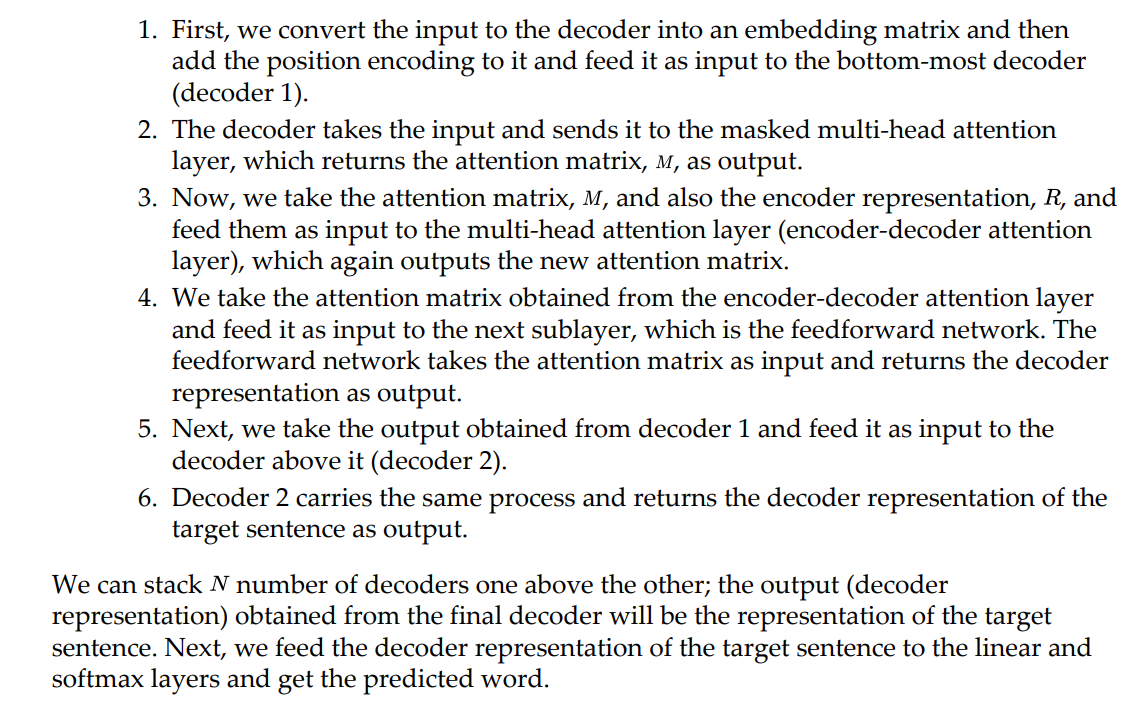 1. First, we convert the input to the decoder into an embedding matrix and then
add the position encoding to it and feed it as input to the bottom-most decoder
(decoder 1).
2. The decoder takes the input and sends it to the masked multi-head attention
layer, which returns the attention matrix, M, as output.
3. Now, we take the attention matrix, M, and also the encoder representation, R, and
feed them as input to the multi-head attention layer (encoder-decoder attention
layer), which again outputs the new attention matrix.
4. We take the attention matrix obtained from the encoder-decoder attention layer
and feed it as input to the next sublayer, which is the feedforward network. The
feedforward network takes the attention matrix as input and returns the decoder
representation as output.
5. Next, we take the output obtained from decoder 1 and feed it as input to the
decoder above it (decoder 2).
6. Decoder 2 carries the same process and returns the decoder representation of the
target sentence as output.
We can stack N number of decoders one above the other; the output (decoder
representation) obtained from the final decoder will be the representation of the target
sentence. Next, we feed the decoder representation of the target sentence to the linear and
softmax layers and get the predicted word.